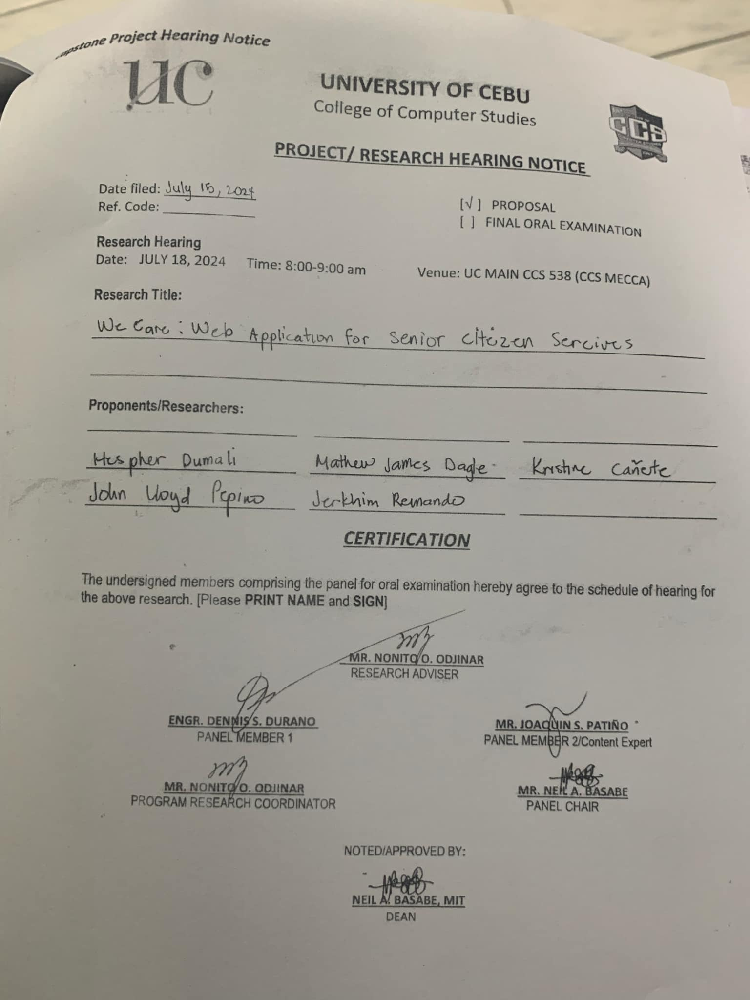 Capstone Project Hearing Notice
uc
UNIVERSITY OF CEBU
College of Computer Studies
CCS
PROJECT/ RESEARCH HEARING NOTICE
Date filed: July 15, 2024
Ref. Code:
[√] PROPOSAL
[ ] FINAL ORAL EXAMINATION
Research Hearing
Date: JULY 18, 2024 Time: 8:00-9:00 am Venue: UC MAIN CCS 538 (CCS MECCA)
Research Title:
We Care : Web Application for Senior Citizen Sercives
Proponents/Researchers:
Hespher Dumali Mathew James Dagle Kristine Cañete
John Lloyd Pepino Jerkhim Remando
CERTIFICATION
The undersigned members comprising the panel for oral examination hereby agree to the schedule of hearing for
the above research. [Please PRINT NAME and SIGN]
MR. NONITO O. ODJINAR
RESEARCH ADVISER
ENGR. DENNIS S. DURANO
PANEL MEMBER 1
MR. JOAQUIN S. PATIÑO
PANEL MEMBER 2/Content Expert
MR. NONITO O. ODJINAR
PROGRAM RESEARCH COORDINATOR
MR. NEIL A. BASABE
PANEL CHAIR
NOTED/APPROVED BY:
NEIL A. BASABE, MIT
DEAN